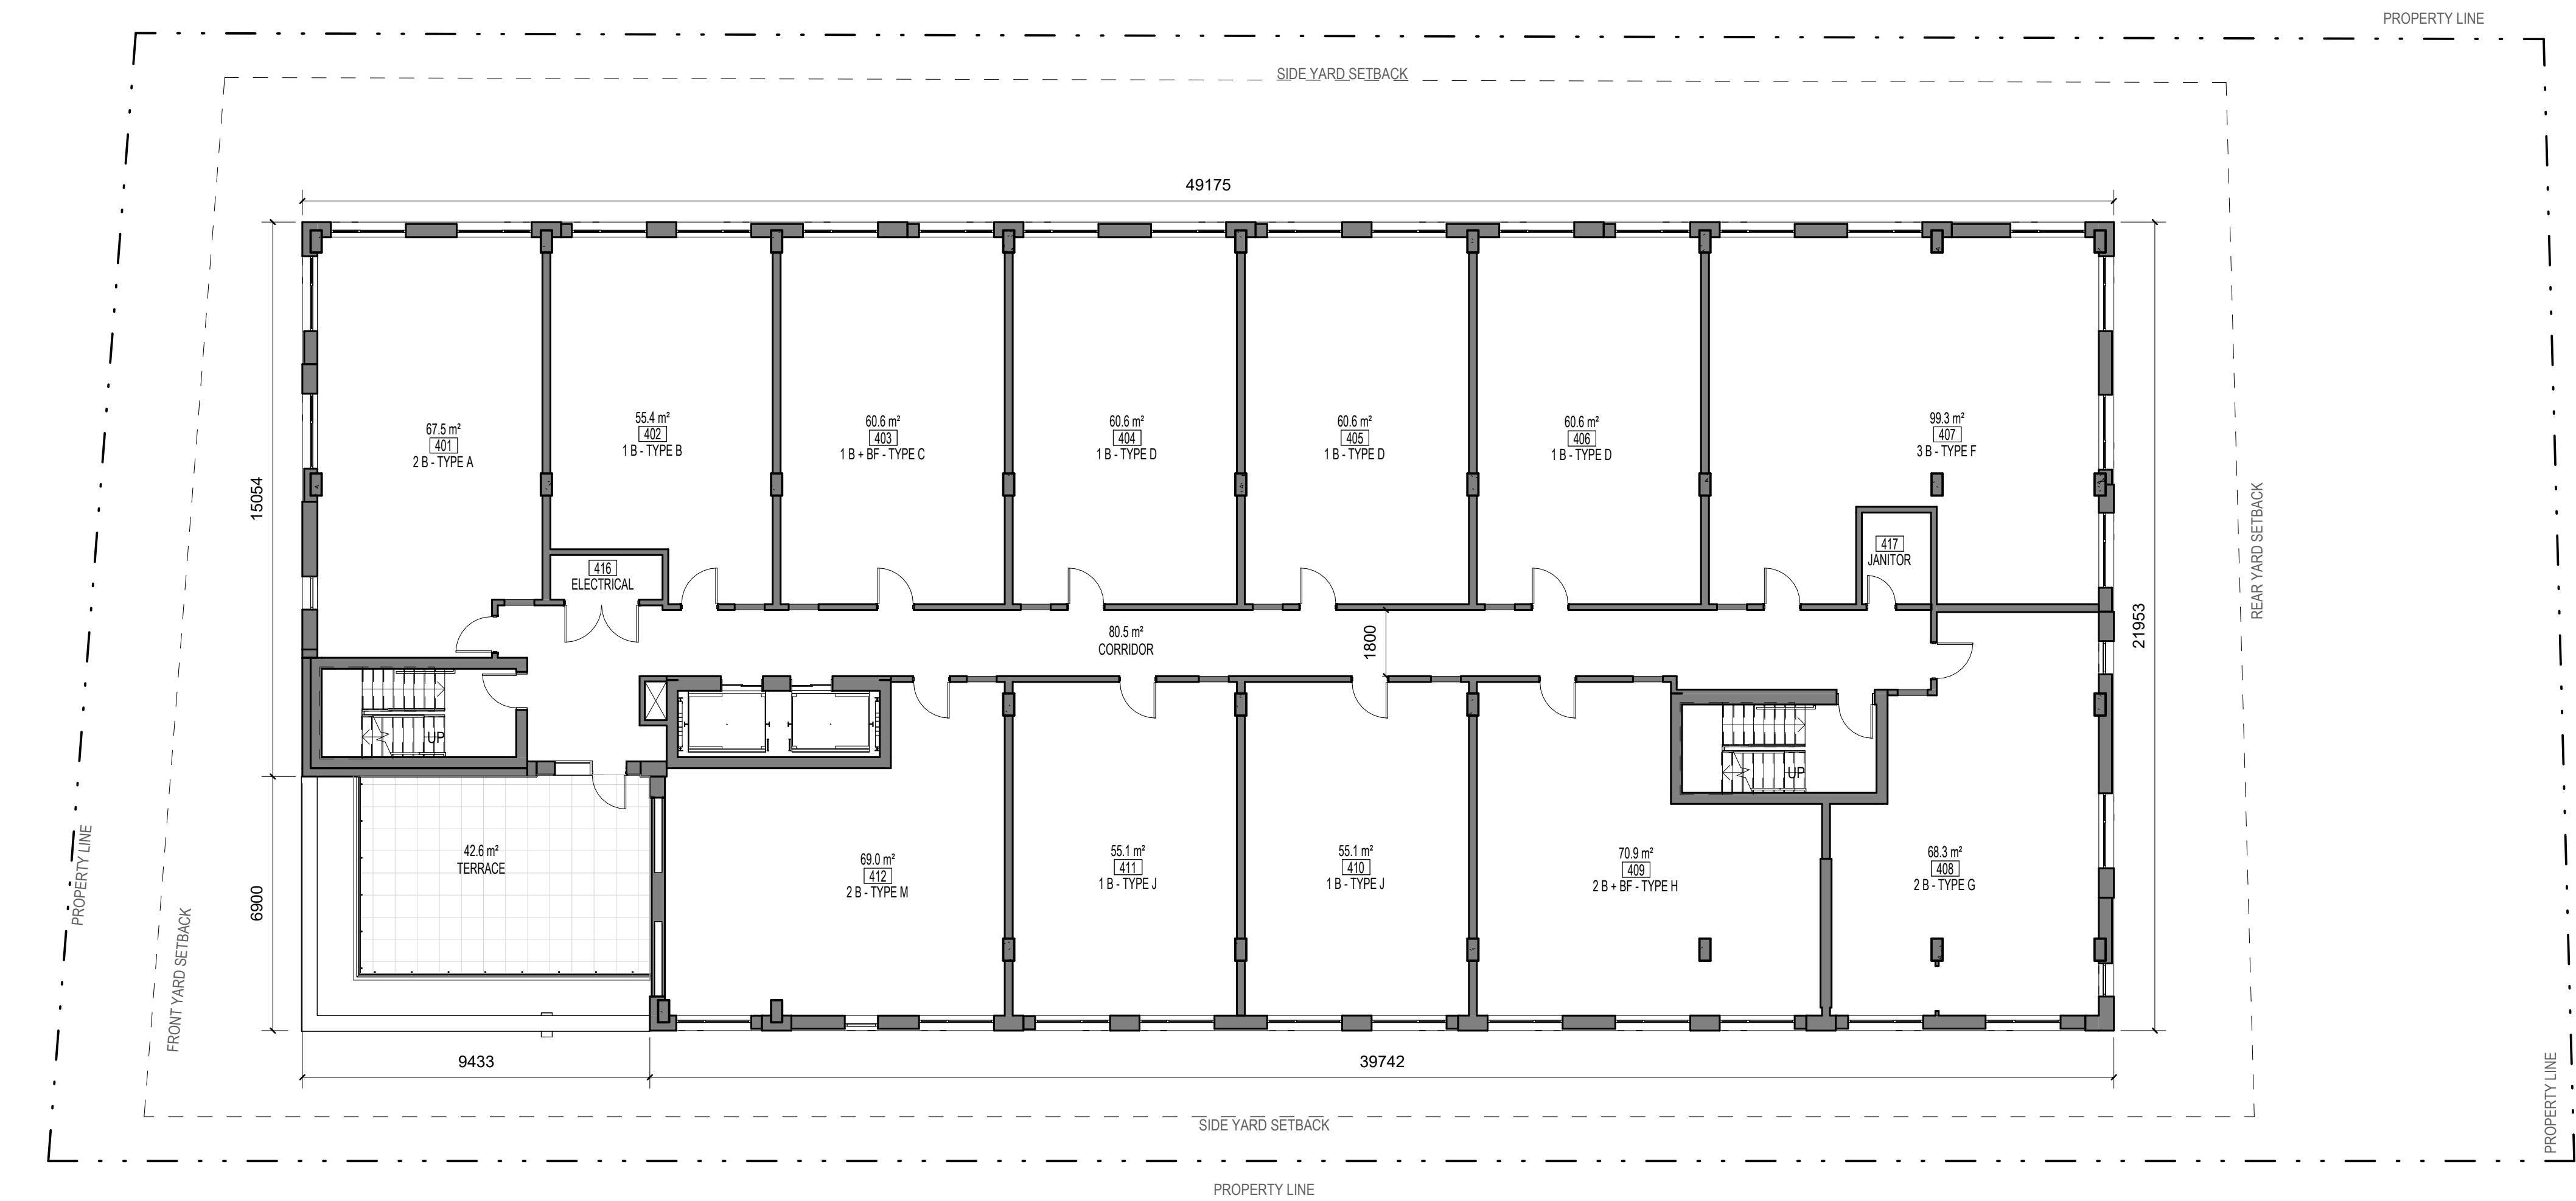 PROPERTY LINE
SIDE YARD SETBACK
49175
15054
67.5 m²
401
2 B - TYPE A
55.4 m²
402
1 B - TYPE B
60.6 m²
403
1 B + BF - TYPE C
60.6 m²
404
1 B - TYPE D
60.6 m²
405
1 B - TYPE D
60.6 m²
406
1 B - TYPE D
99.3 m²
407
3 B - TYPE F
REAR YARD SETBACK
416
ELECTRICAL
417
JANITOR
80.5 m²
CORRIDOR
1800
21953
UP
UP
PROPERTY LINE
FRONT YARD SETBACK
6900
42.6 m²
TERRACE
69.0 m²
412
2 B - TYPE M
55.1 m²
411
1 B - TYPE J
55.1 m²
410
1 B - TYPE J
70.9 m²
409
2 B + BF - TYPE H
68.3 m²
408
2 B - TYPE G
9433
39742
PROPERTY LINE
SIDE YARD SETBACK
PROPERTY LINE